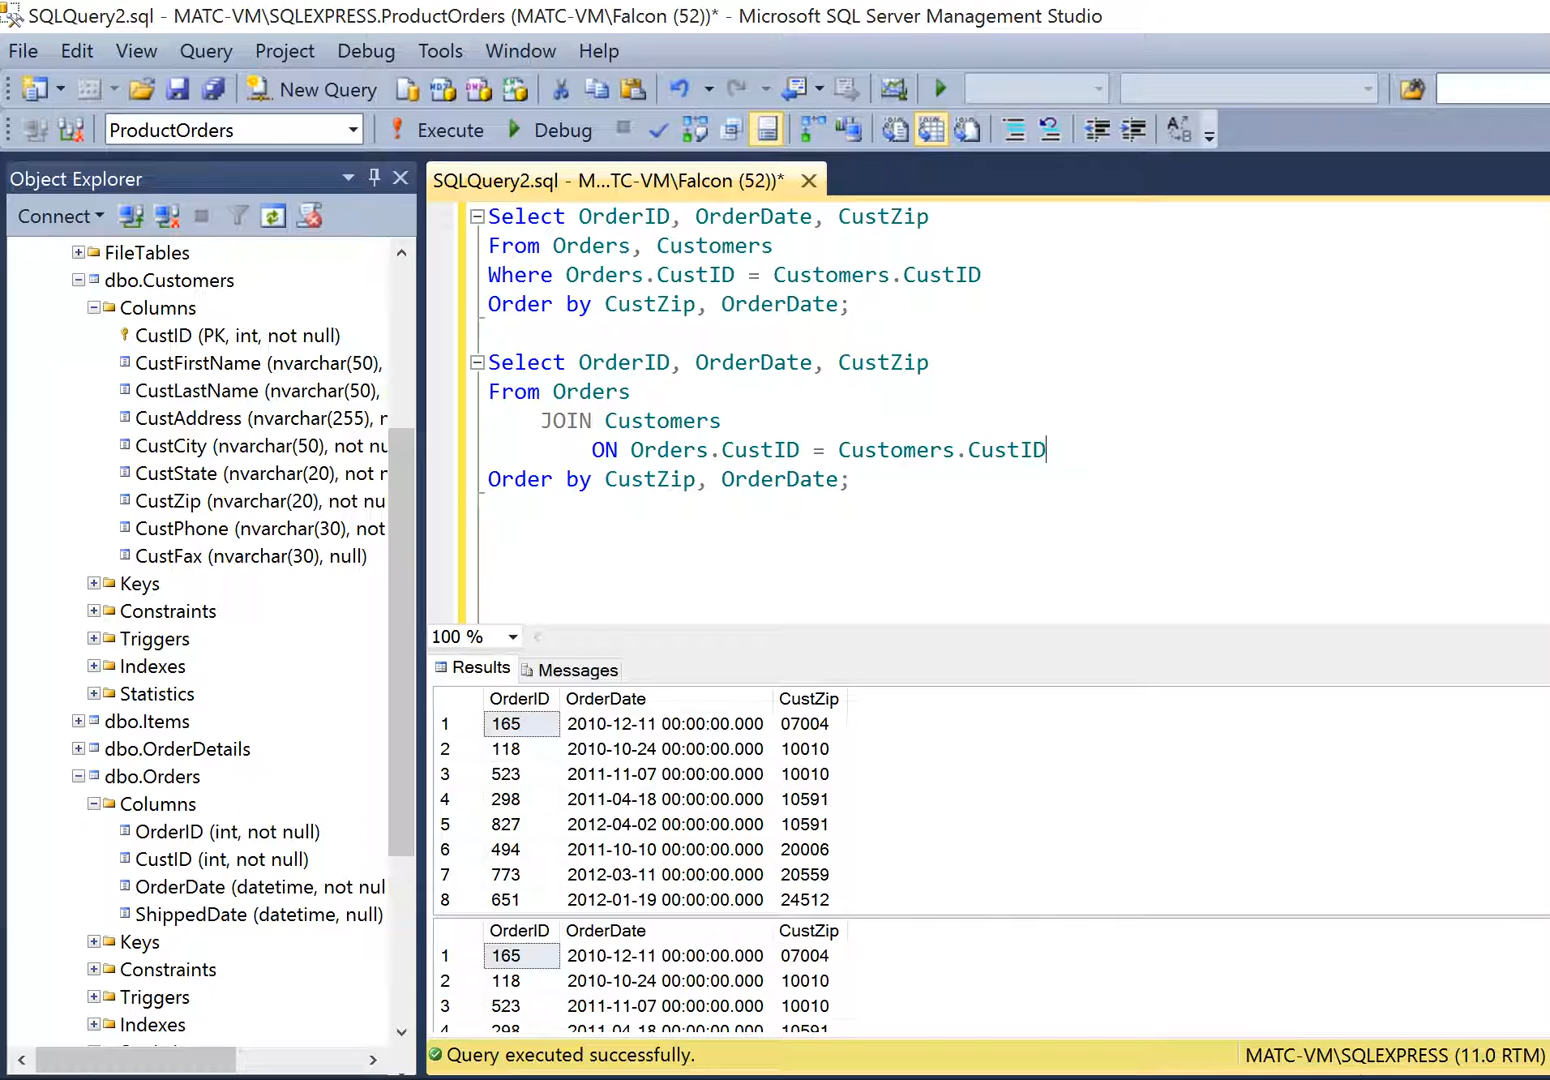 SQLQuery2.sql - MATC-VM\SQLEXPRESS.ProductOrders (MATC-VM\Falcon (52))* - Microsoft SQL Server Management Studio
File Edit View Query Project Debug Tools Window Help
New Query
ProductOrders Execute Debug
Object Explorer
Connect
FileTables
dbo.Customers
Columns
CustID (PK, int, not null)
CustFirstName (nvarchar(50),
CustLastName (nvarchar(50),
CustAddress (nvarchar(255), n
CustCity (nvarchar(50), not nu
CustState (nvarchar(20), not n
CustZip (nvarchar(20), not nu
CustPhone (nvarchar(30), not
CustFax (nvarchar(30), null)
Keys
Constraints
Triggers
Indexes
Statistics
dbo.Items
dbo.OrderDetails
dbo.Orders
Columns
OrderID (int, not null)
CustID (int, not null)
OrderDate (datetime, not nul
ShippedDate (datetime, null)
Keys
Constraints
Triggers
Indexes
SQLQuery2.sql - M...TC-VM\Falcon (52))*
Select OrderID, OrderDate, CustZip
From Orders, Customers
Where Orders.CustID = Customers.CustID
Order by CustZip, OrderDate;
Select OrderID, OrderDate, CustZip
From Orders
JOIN Customers
ON Orders.CustID = Customers.CustID
Order by CustZip, OrderDate;
100 %
Results Messages
OrderID OrderDate CustZip
1 165 2010-12-11 00:00:00.000 07004
2 118 2010-10-24 00:00:00.000 10010
3 523 2011-11-07 00:00:00.000 10010
4 298 2011-04-18 00:00:00.000 10591
5 827 2012-04-02 00:00:00.000 10591
6 494 2011-10-10 00:00:00.000 20006
7 773 2012-03-11 00:00:00.000 20559
8 651 2012-01-19 00:00:00.000 24512
OrderID OrderDate CustZip
1 165 2010-12-11 00:00:00.000 07004
2 118 2010-10-24 00:00:00.000 10010
3 523 2011-11-07 00:00:00.000 10010
4 298 2011-04-18 00:00:00.000 10591
Query executed successfully. MATC-VM\SQLEXPRESS (11.0 RTM)